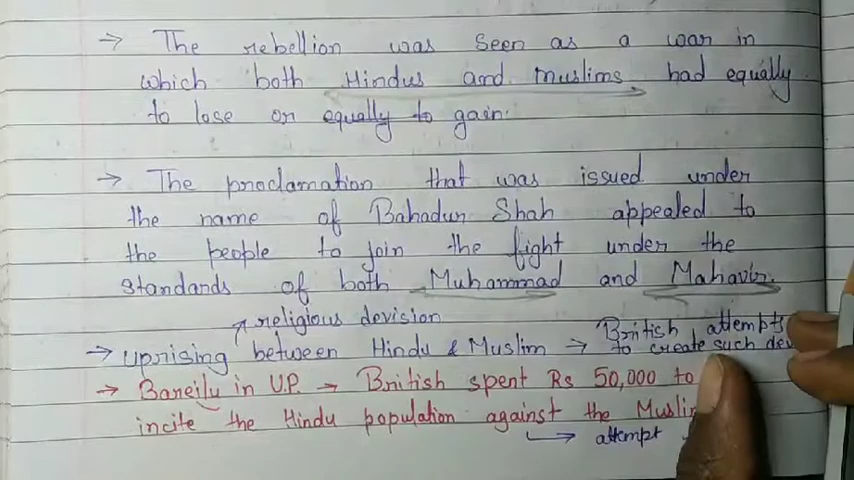 → The rebellion was seen as a war in
which both Hindus and muslims had equally
to lose or equally to gain.
→ The proclamation that was issued under
the name of Bahadur Shah appealed to
the people to join the fight under the
standards of both Muhammad and Mahavir.
religious devision
→ Uprising between Hindu & Muslim → British attempts
to create such
→ Bareily in U.P. → British spent Rs 50,000 to
incite the Hindu population against the
→ attempt